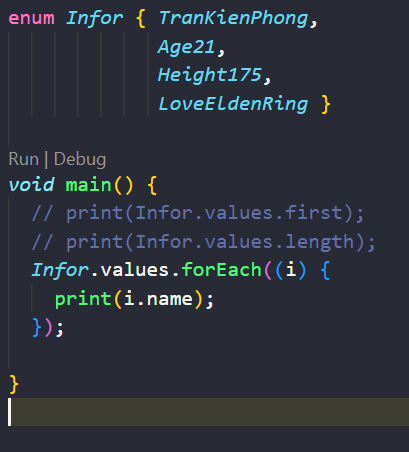 enum Infor { TranKienPhong,
Age21,
Height175,
LoveEldenRing }
Run | Debug
void main() {
// print(Infor.values.first);
// print(Infor.values.length);
Infor.values.forEach((i) {
print(i.name);
});
}